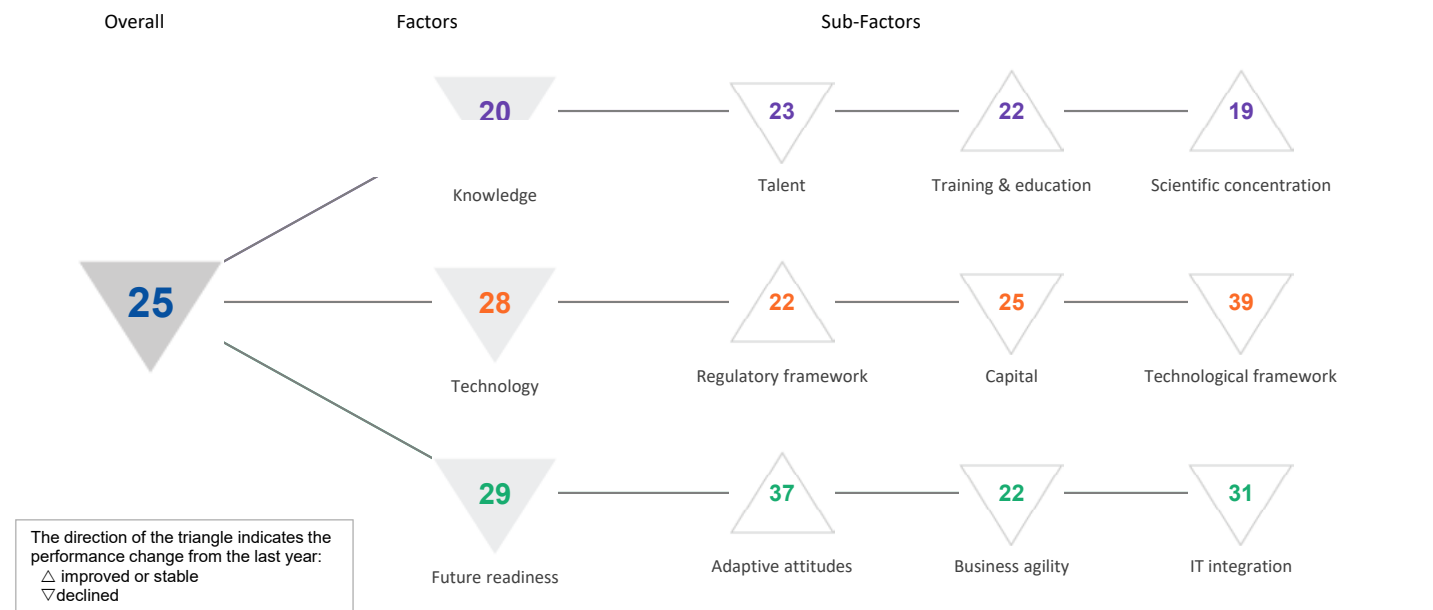 Overall Factors Sub-Factors
20 23 22 19
Knowledge Talent Training & education Scientific concentration
25 28 22 25 39
Technology Regulatory framework Capital Technological framework
29 37 22 31
Future readiness Adaptive attitudes Business agility IT integration
The direction of the triangle indicates the
performance change from the last year:
△ improved or stable
▽declined